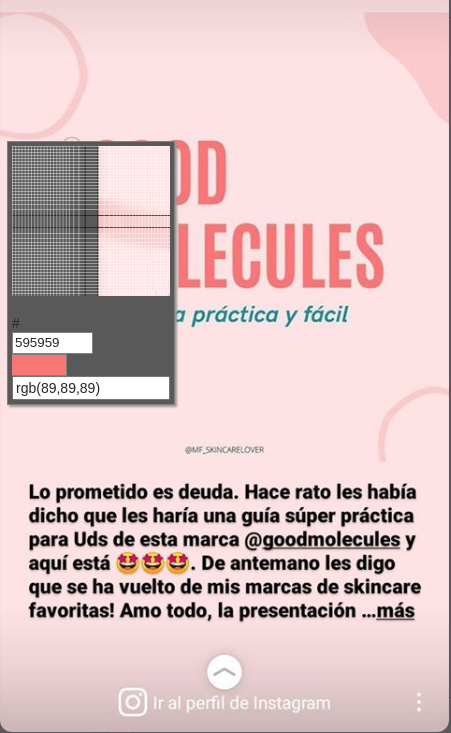 OOD
LECULES
a práctica y fácil
#
595959
rgb(89,89,89)
@MF_SKINCARELOVER
Lo prometido es deuda. Hace rato les había
dicho que les haría una guía súper práctica
para Uds de esta marca @goodmolecules y
aquí está 🤩🤩🤩. De antemano les digo
que se ha vuelto de mis marcas de skincare
favoritas! Amo todo, la presentación ...más
Ir al perfil de Instagram